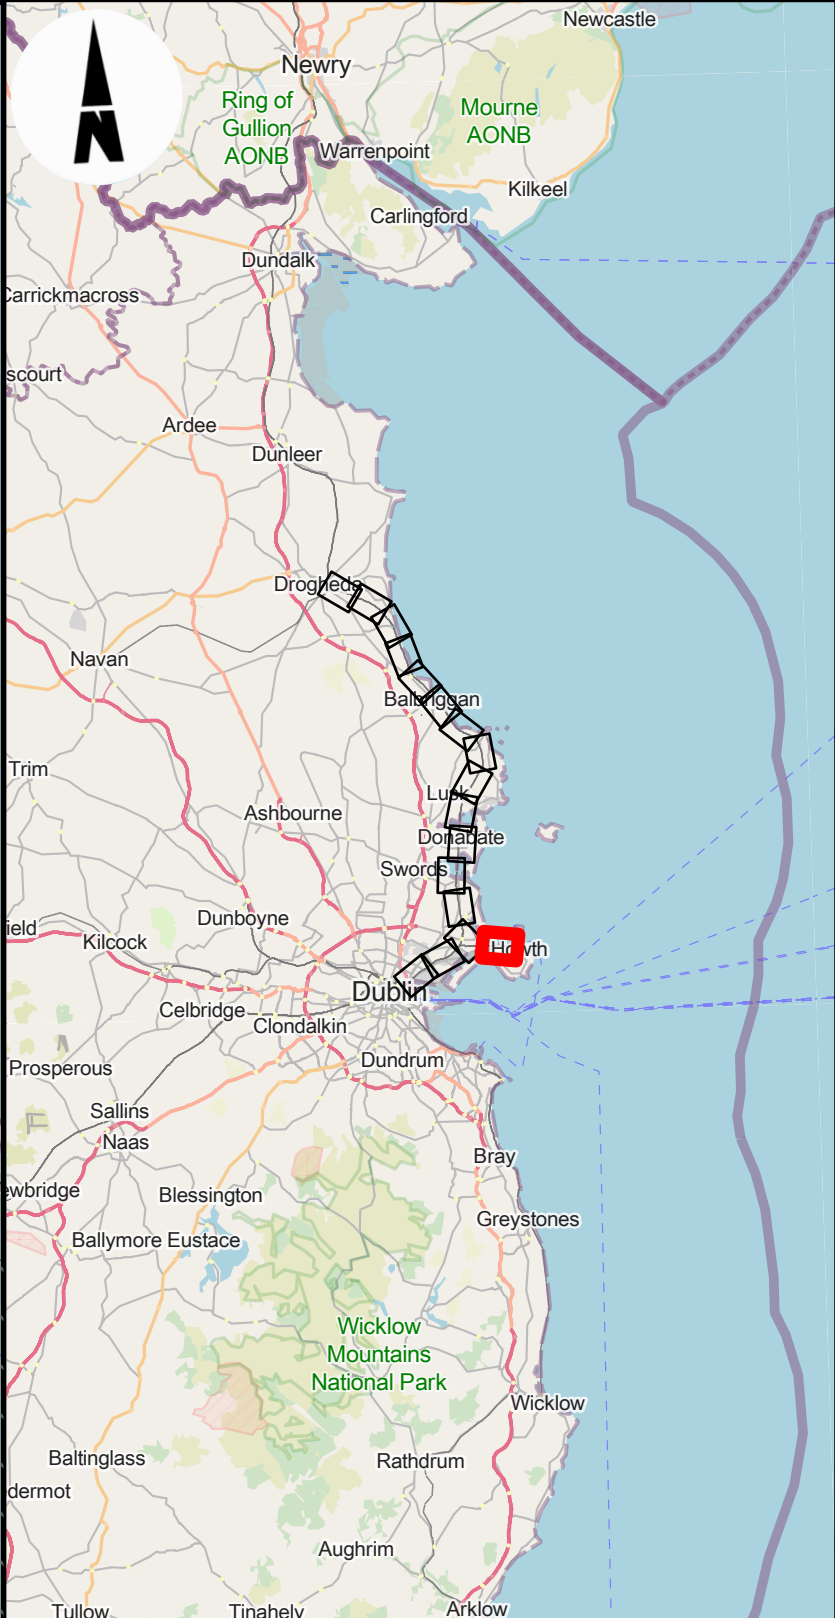 Newcastle
Newry
Ring of
Gullion
AONB
Mourne
AONB
N
Warrenpoint
Kilkeel
Carlingford
Dundalk
Carrickmacross
scourt
Ardee
Dunleer
Drogheda
Navan
Balbriggan
Trim
Lusk
Ashbourne
Donabate
Swords
Dunboyne
ield
Kilcock
Howth
Dublin
Celbridge
Clondalkin
Dundrum
Prosperous
Sallins
Naas
Bray
ewbridge
Blessington
Greystones
Ballymore Eustace
Wicklow
Mountains
National Park
Wicklow
Baltinglass
Rathdrum
dermot
Aughrim
Tullow
Tinahely
Arklow